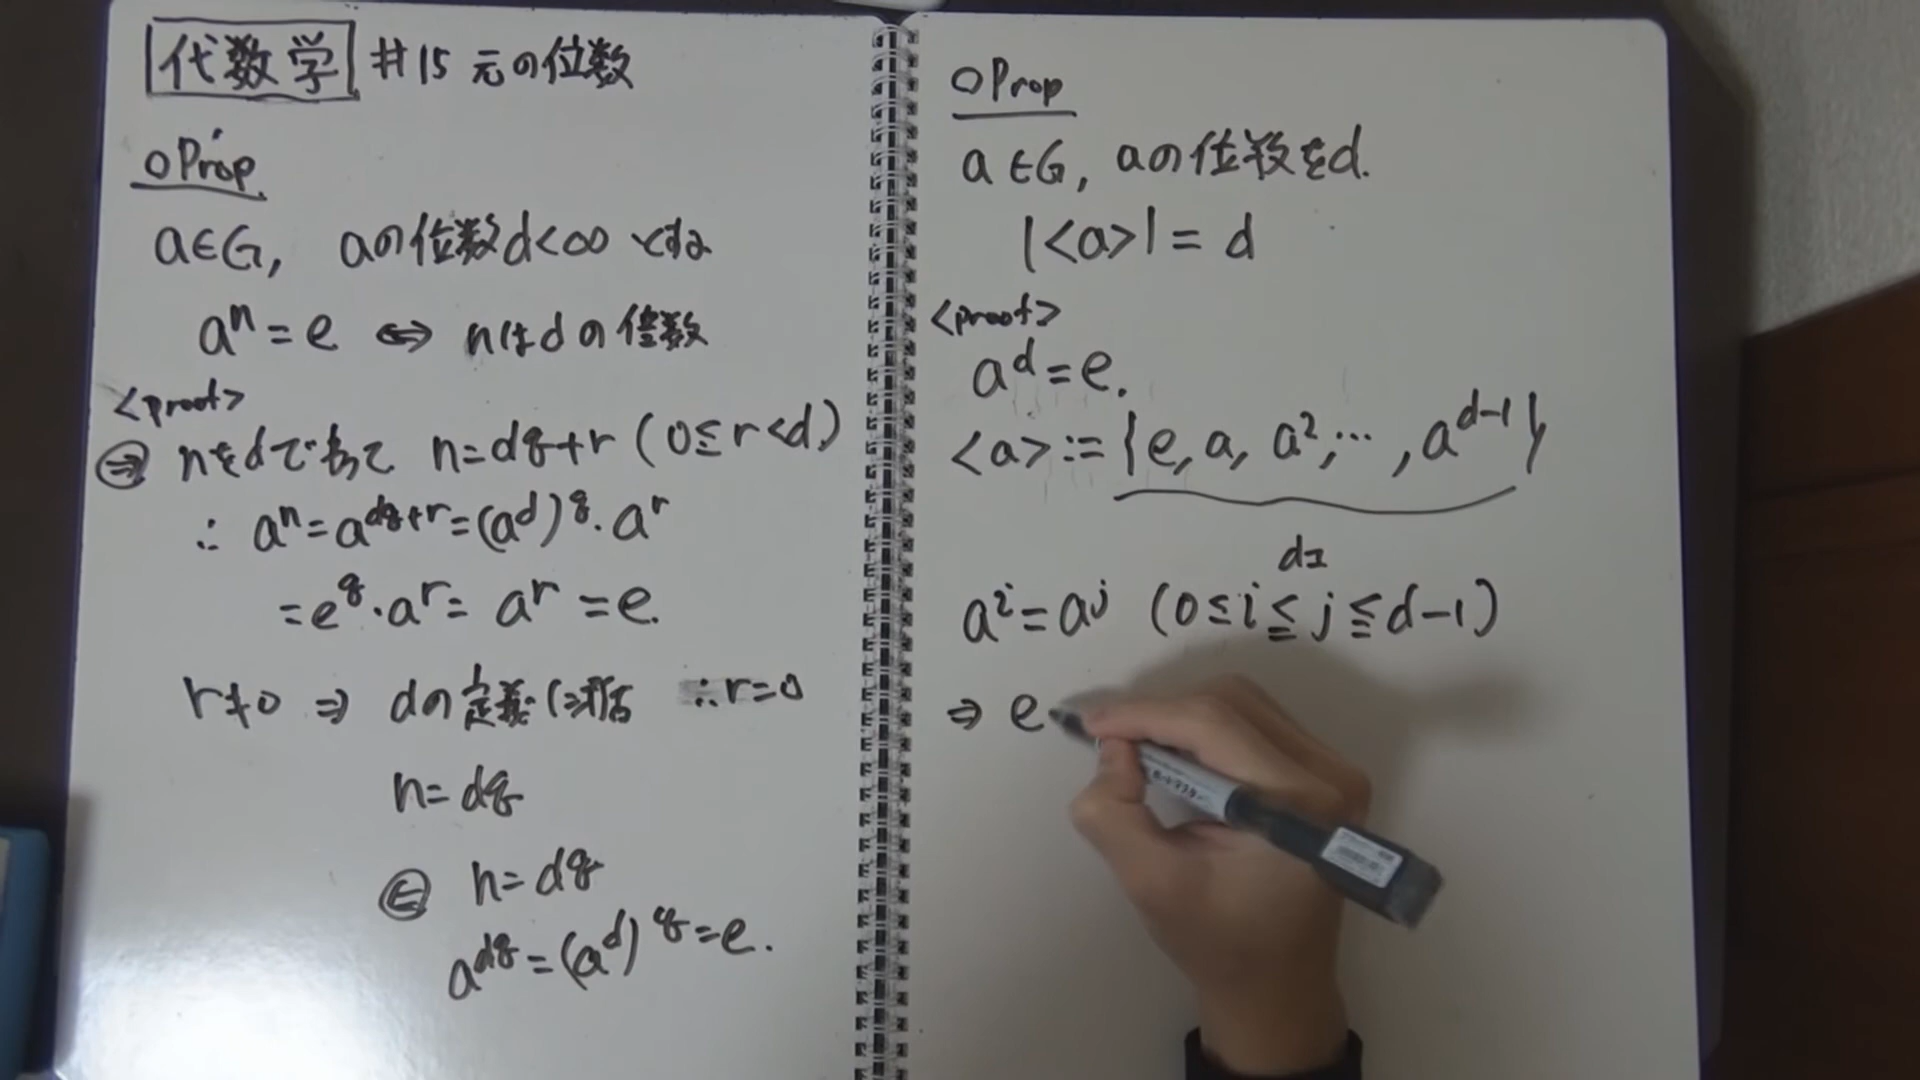 代数学 #15 元の位数
○Prop
a∈G, aの位数d<∞とする
aⁿ=e ⇔ nはdの倍数
<proof>
⇒ nをdでわって n=dq+r (0≦r<d)
∴ aⁿ=a^{dq+r}=(a^d)^q・a^r
=e^q・a^r= a^r =e.
r≠0 ⇒ dの定義に矛盾 ∴r=0
n=dq
⇐ n=dq
a^{dq}=(a^d)^q=e.
○Prop
a∈G, aの位数をd.
|<a>|=d
<proof>
a^d=e.
<a>:={e, a, a², …, a^{d-1}}
dコ
a^i=a^j (0≦i≦j≦d-1)
⇒ e